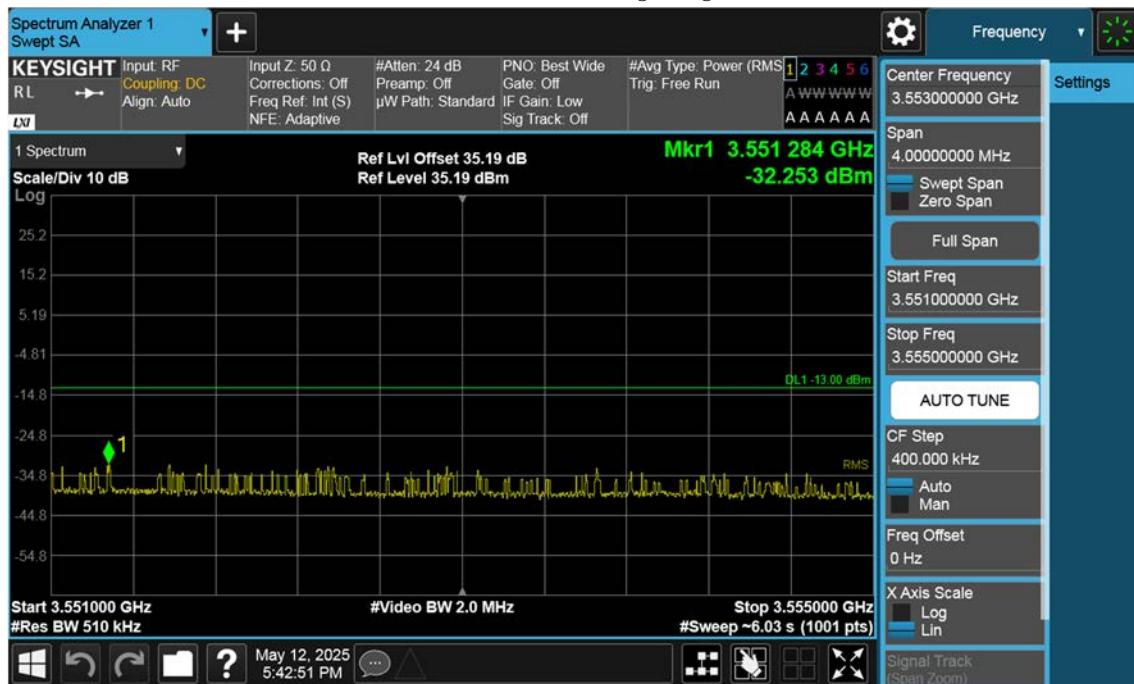 Spectrum Analyzer 1
Swept SA
+
Frequency
KEYSIGHT
RL
LXI
Input: RF
Coupling: DC
Align: Auto
Input Z: 50 Ω
Corrections: Off
Freq Ref: Int (S)
NFE: Adaptive
#Atten: 24 dB
Preamp: Off
µW Path: Standard
PNO: Best Wide
Gate: Off
IF Gain: Low
Sig Track: Off
#Avg Type: Power (RMS
Trig: Free Run
1 2 3 4 5 6
A W W W W W
A A A A A A
1 Spectrum
Scale/Div 10 dB
Ref Lvl Offset 35.19 dB
Ref Level 35.19 dBm
Mkr1 3.551 284 GHz
-32.253 dBm
Log
25.2
15.2
5.19
-4.81
-14.8
-24.8
-34.8
-44.8
-54.8
DL1 -13.00 dBm
1
RMS
Start 3.551000 GHz
#Res BW 510 kHz
#Video BW 2.0 MHz
Stop 3.555000 GHz
#Sweep ~6.03 s (1001 pts)
Center Frequency
3.553000000 GHz
Settings
Span
4.00000000 MHz
Swept Span
Zero Span
Full Span
Start Freq
3.551000000 GHz
Stop Freq
3.555000000 GHz
AUTO TUNE
CF Step
400.000 kHz
Auto
Man
Freq Offset
0 Hz
X Axis Scale
Log
Lin
Signal Track
(Span Zoom)
?
May 12, 2025
5:42:51 PM